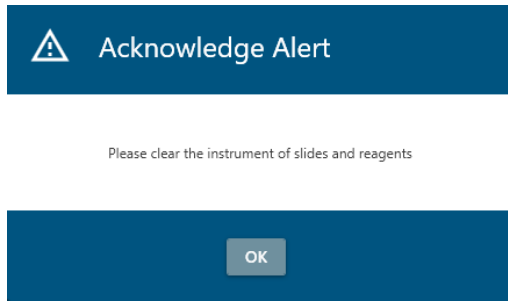 Acknowledge Alert
Please clear the instrument of slides and reagents
OK